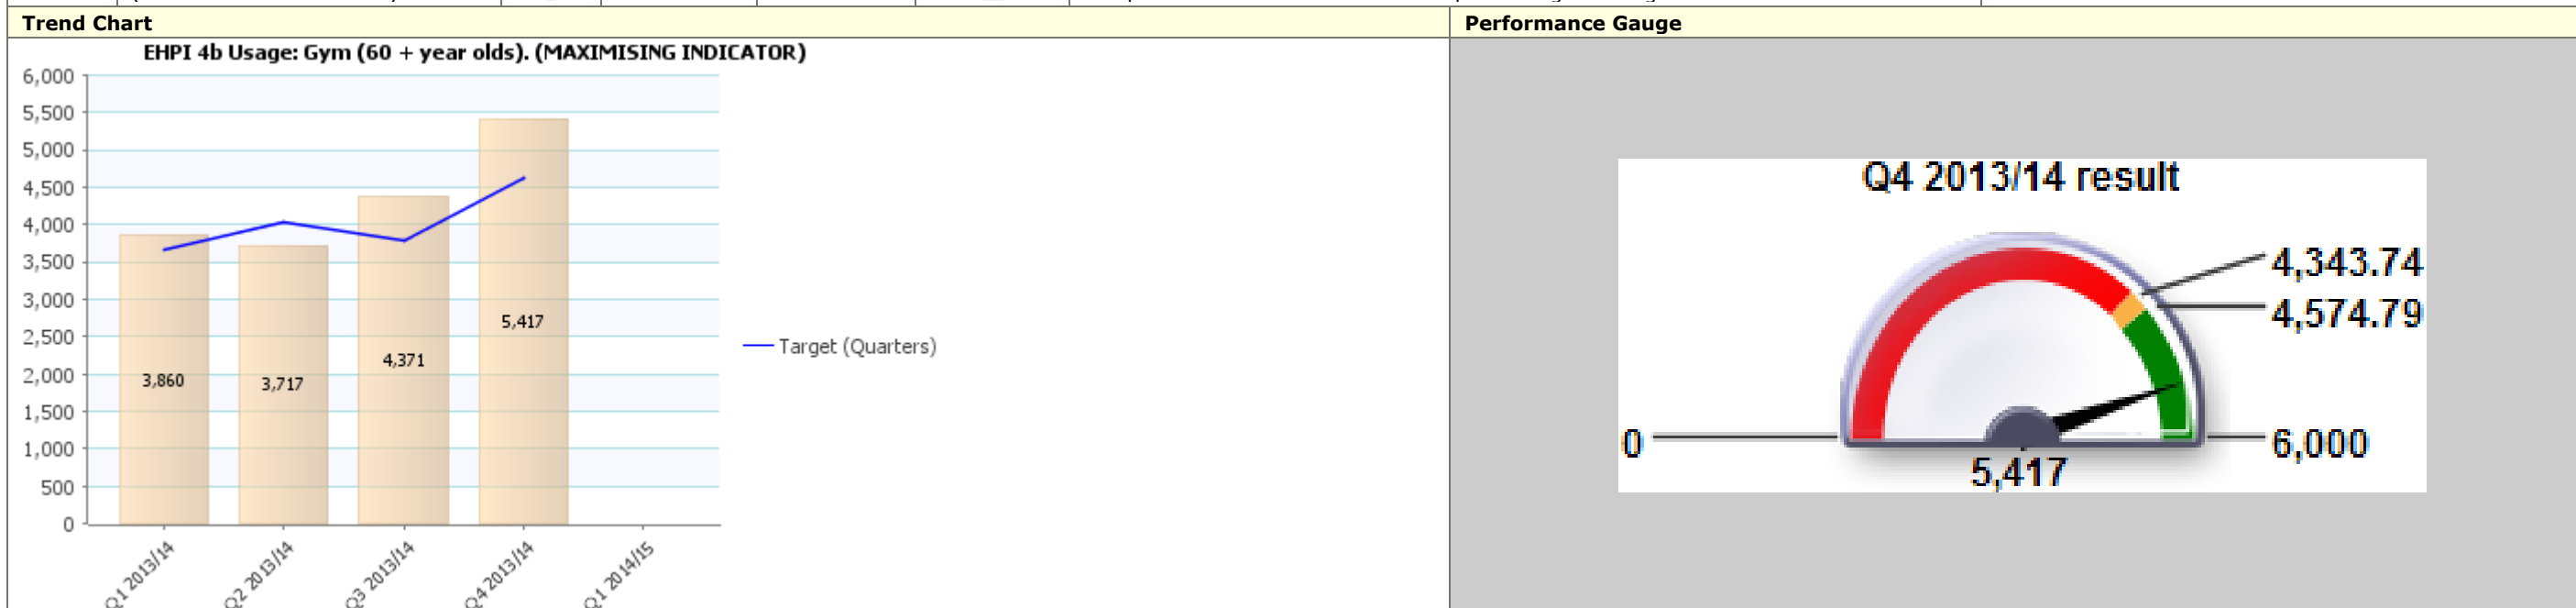 Trend Chart
Performance Gauge
EHPI 4b Usage: Gym (60 + year olds). (MAXIMISING INDICATOR)
6,000
5,500
5,000
4,500
4,000
3,500
3,000
2,500
2,000
1,500
1,000
500
0
3,860
3,717
4,371
5,417
Q1 2013/14
Q2 2013/14
Q3 2013/14
Q4 2013/14
Q1 2014/15
Target (Quarters)
Q4 2013/14 result
4,343.74
4,574.79
0
6,000
5,417